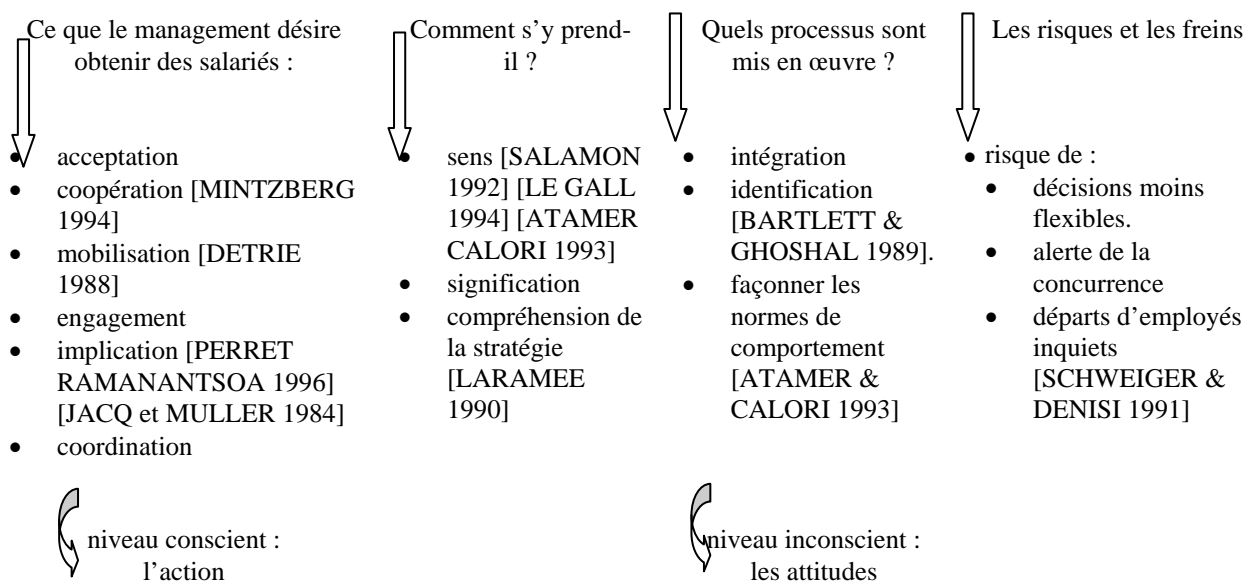 Ce que le management désire
obtenir des salariés :
• acceptation
• coopération [MINTZBERG
1994]
• mobilisation [DETRIE
1988]
• engagement
• implication [PERRET
RAMANANTSOA 1996]
[JACQ et MULLER 1984]
• coordination
niveau conscient :
l’action
Comment s’y prend-
il ?
• sens [SALAMON
1992] [LE GALL
1994] [ATAMER
CALORI 1993]
• signification
• compréhension de
la stratégie
[LARAMEE
1990]
Quels processus sont
mis en œuvre ?
• intégration
• identification
[BARTLETT &
GHOSHAL 1989].
• façonner les
normes de
comportement
[ATAMER &
CALORI 1993]
niveau inconscient :
les attitudes
Les risques et les freins
• risque de :
• décisions moins
flexibles.
• alerte de la
concurrence
• départs d’employés
inquiets
[SCHWEIGER &
DENISI 1991]